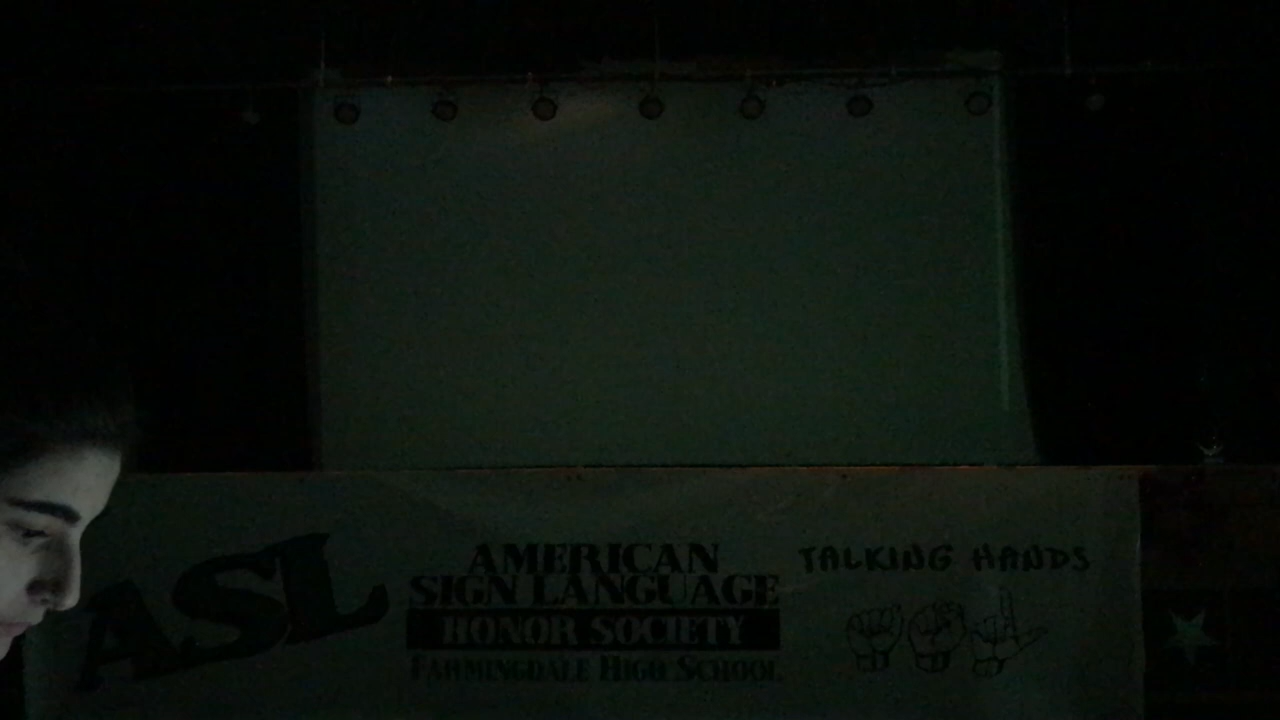 ASL
AMERICAN
SIGN LANGUAGE
HONOR SOCIETY
FARMINGDALE HIGH SCHOOL
TALKING HANDS